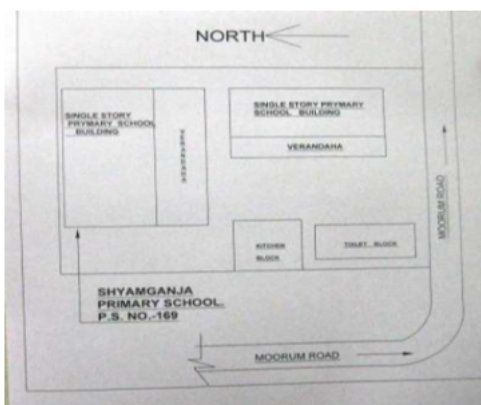 NORTH
SINGLE STORY
PRYMARY SCHOOL
BUILDING
VERANDAHA
SINGLE STORY PRYMARY
SCHOOL BUILDING
VERANDAHA
KITCHEN
BLOCK
TOILET BLOCK
MOORUM ROAD
SHYAMGANJA
PRIMARY SCHOOL.
P.S. NO.-169
MOORUM ROAD